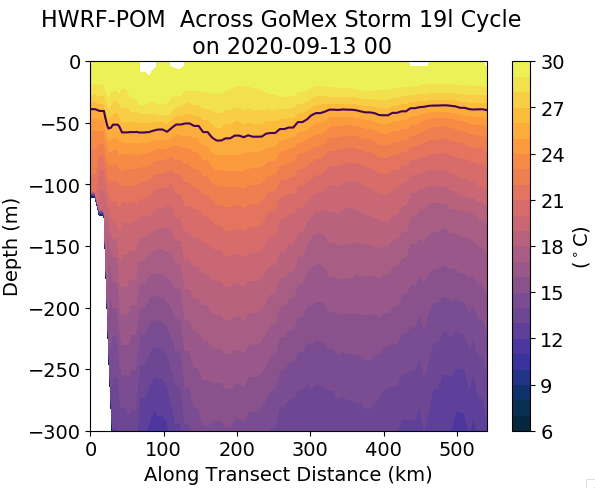 HWRF-POM  Across GoMex Storm 19l Cycle
on 2020-09-13 00
0
−50
−100
−150
−200
−250
−300
Depth (m)
0 100 200 300 400 500
Along Transect Distance (km)
30
27
24
21
18
15
12
9
6
(°C)